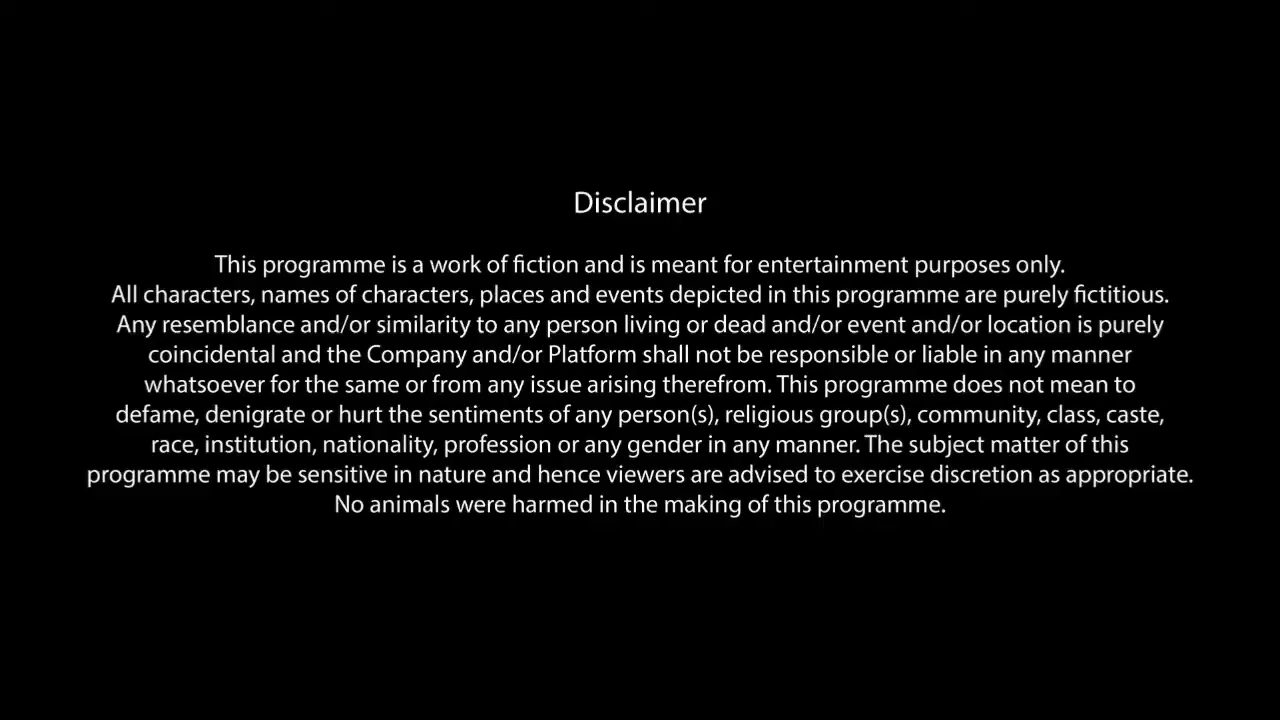 Disclaimer
This programme is a work of fiction and is meant for entertainment purposes only.
All characters, names of characters, places and events depicted in this programme are purely fictitious.
Any resemblance and/or similarity to any person living or dead and/or event and/or location is purely
coincidental and the Company and/or Platform shall not be responsible or liable in any manner
whatsoever for the same or from any issue arising therefrom. This programme does not mean to
defame, denigrate or hurt the sentiments of any person(s), religious group(s), community, class, caste,
race, institution, nationality, profession or any gender in any manner. The subject matter of this
programme may be sensitive in nature and hence viewers are advised to exercise discretion as appropriate.
No animals were harmed in the making of this programme.